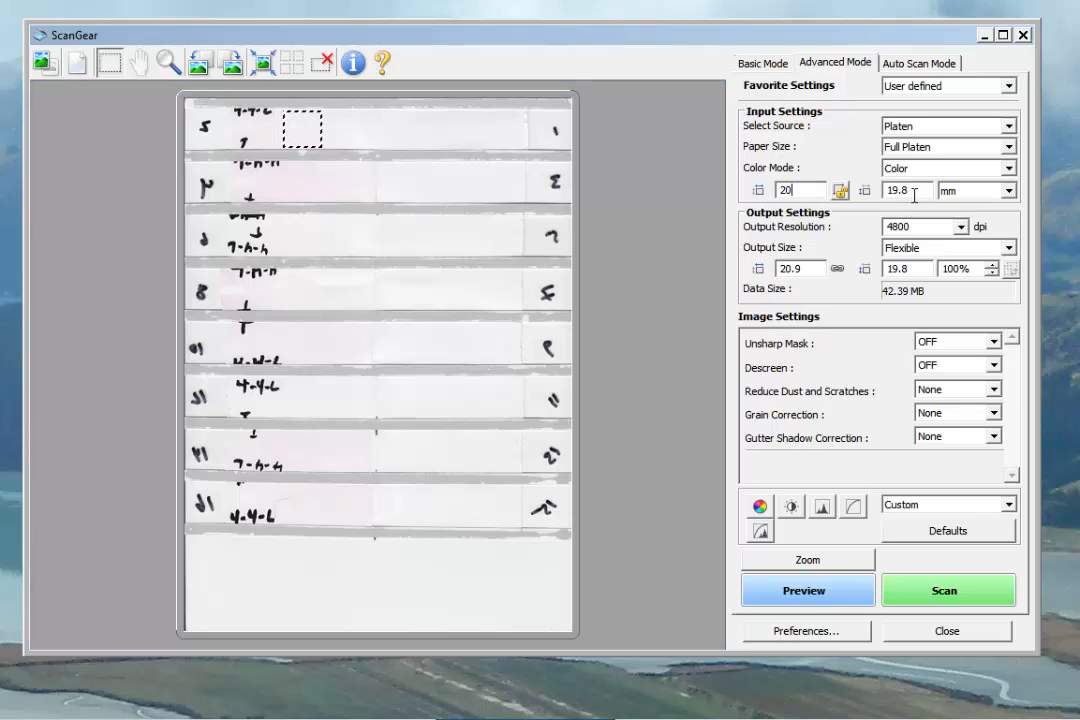 ScanGear
Basic Mode
Advanced Mode
Auto Scan Mode
Favorite Settings
User defined
Input Settings
Select Source :
Platen
Paper Size :
Full Platen
Color Mode :
Color
20
19.8
mm
Output Settings
Output Resolution :
4800
dpi
Output Size :
Flexible
20.9
19.8
100%
Data Size :
42.39 MB
Image Settings
Unsharp Mask :
OFF
Descreen :
OFF
Reduce Dust and Scratches :
None
Grain Correction :
None
Gutter Shadow Correction :
None
Custom
Defaults
Zoom
Preview
Scan
Preferences...
Close